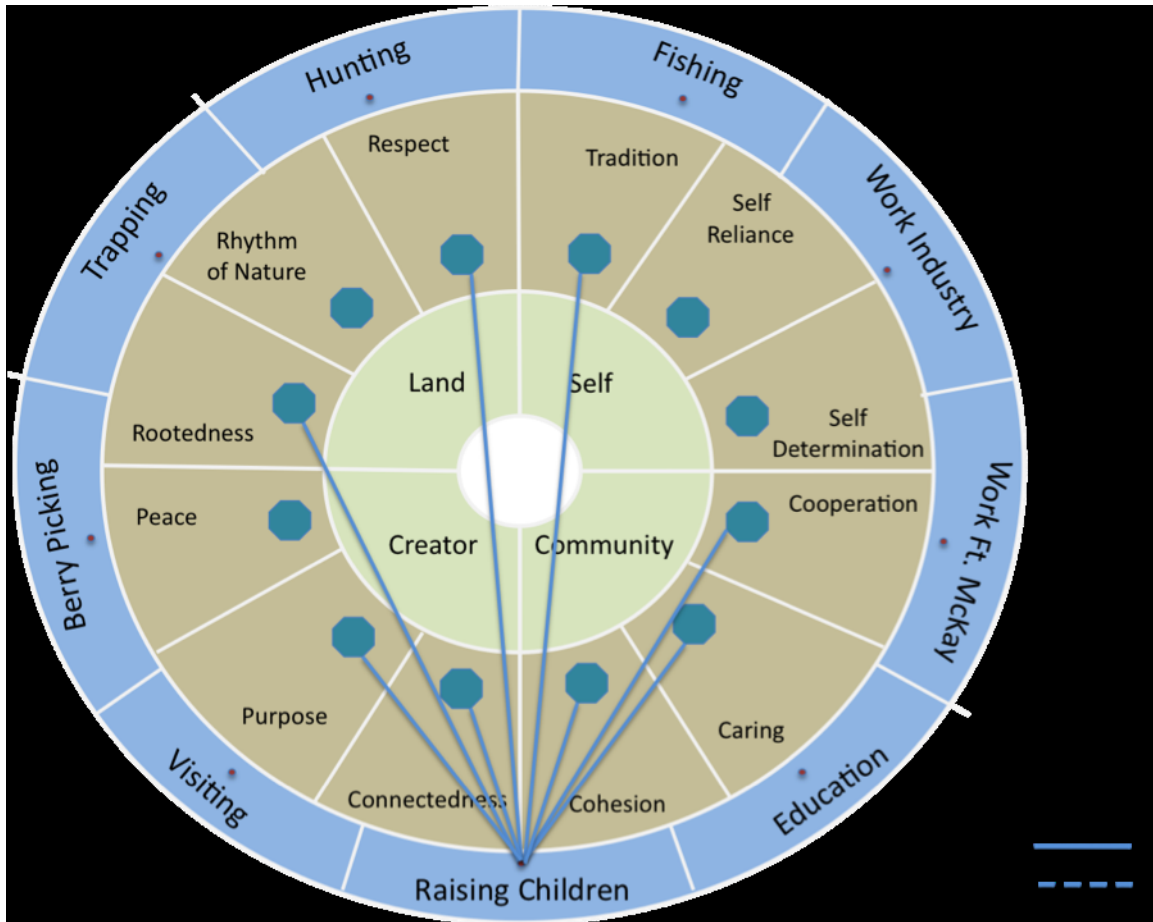 Hunting
Fishing
Respect
Tradition
Trapping
Work Industry
Rhythm
of Nature
Self
Reliance
Land
Self
Rootedness
Self
Determination
Peace
Cooperation
Berry Picking
Work Ft. McKay
Creator
Community
Purpose
Caring
Visiting
Education
Connectedness
Cohesion
Raising Children